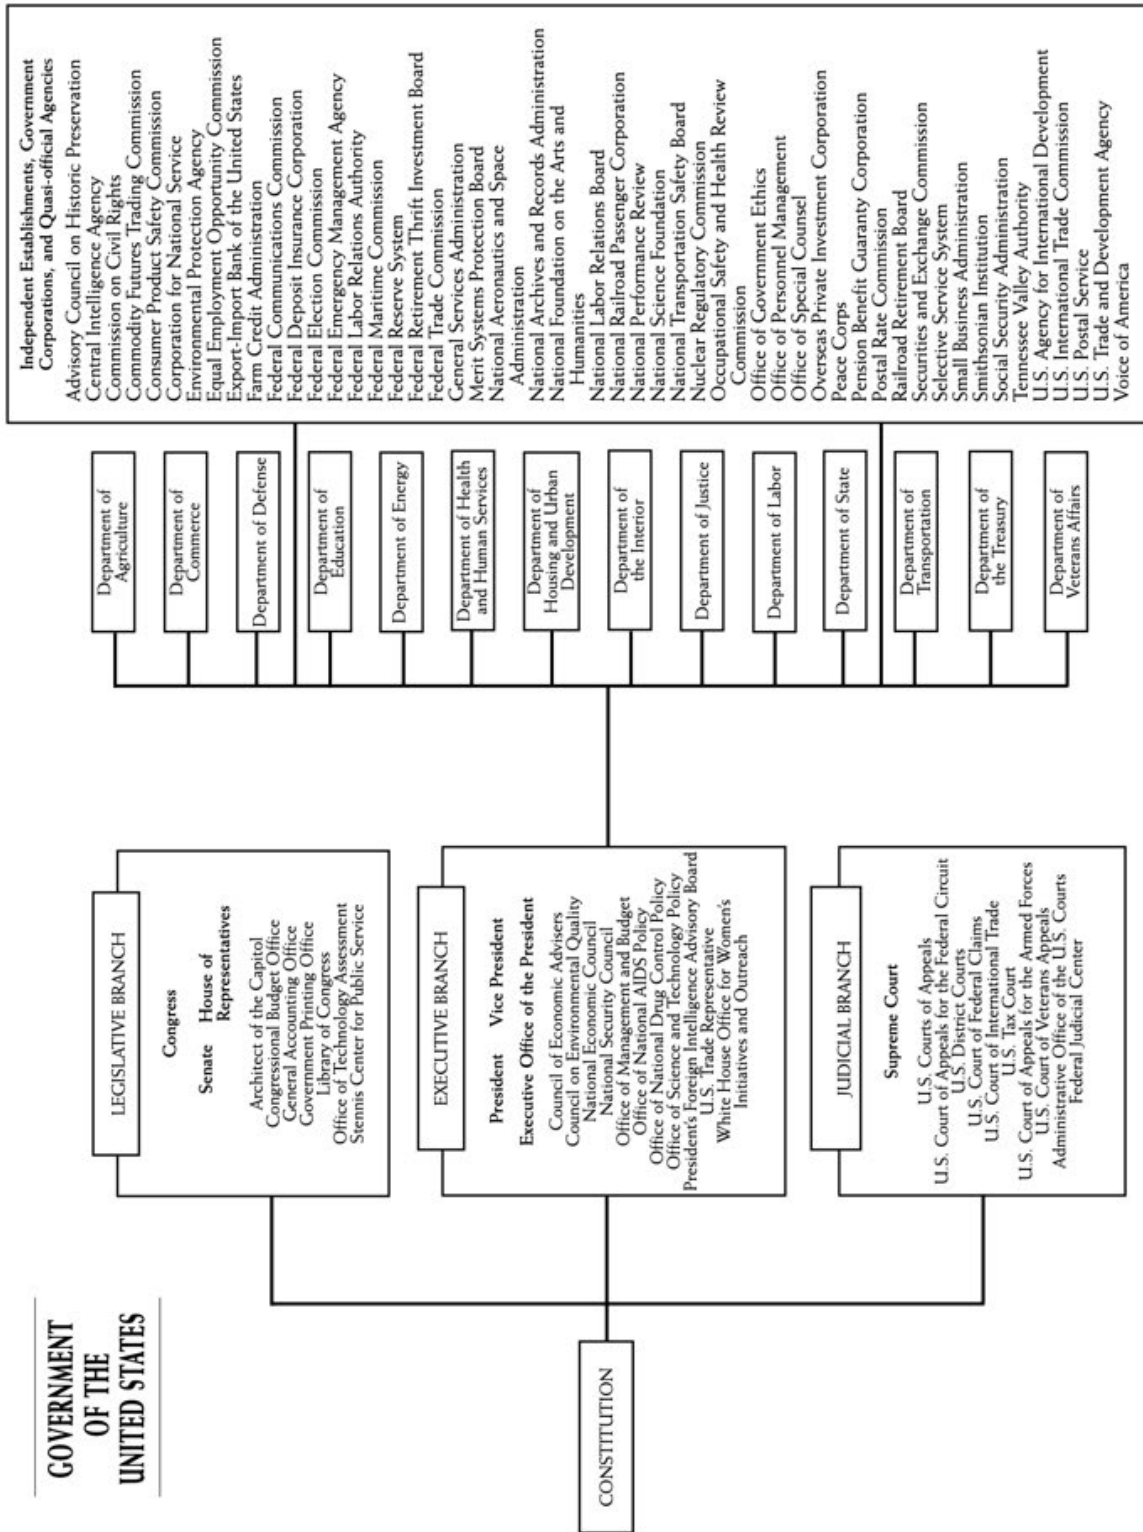 GOVERNMENT
OF THE
UNITED STATES
CONSTITUTION
LEGISLATIVE BRANCH
Congress
Senate House of
Representatives
Architect of the Capitol
Congressional Budget Office
General Accounting Office
Government Printing Office
Library of Congress
Office of Technology Assessment
Stennis Center for Public Service
EXECUTIVE BRANCH
President Vice President
Executive Office of the President
Council of Economic Advisers
Council on Environmental Quality
National Economic Council
National Security Council
Office of Management and Budget
Office of National AIDS Policy
Office of National Drug Control Policy
Office of Science and Technology Policy
President's Foreign Intelligence Advisory Board
U.S. Trade Representative
White House Office for Women's
Initiatives and Outreach
JUDICIAL BRANCH
Supreme Court
U.S. Courts of Appeals
U.S. Court of Appeals for the Federal Circuit
U.S. District Courts
U.S. Court of Federal Claims
U.S. Court of International Trade
U.S. Tax Court
U.S. Court of Appeals for the Armed Forces
U.S. Court of Veterans Appeals
Administrative Office of the U.S. Courts
Federal Judicial Center
Department of
Agriculture
Department of
Commerce
Department of Defense
Department of
Education
Department of Energy
Department of Health
and Human Services
Department of
Housing and Urban
Development
Department of
the Interior
Department of Justice
Department of Labor
Department of State
Department of
Transportation
Department of
the Treasury
Department of
Veterans Affairs
Independent Establishments, Government
Corporations, and Quasi-official Agencies
Advisory Council on Historic Preservation
Central Intelligence Agency
Commission on Civil Rights
Commodity Futures Trading Commission
Consumer Product Safety Commission
Corporation for National Service
Environmental Protection Agency
Equal Employment Opportunity Commission
Export-Import Bank of the United States
Farm Credit Administration
Federal Communications Commission
Federal Deposit Insurance Corporation
Federal Election Commission
Federal Emergency Management Agency
Federal Labor Relations Authority
Federal Maritime Commission
Federal Reserve System
Federal Retirement Thrift Investment Board
Federal Trade Commission
General Services Administration
Merit Systems Protection Board
National Aeronautics and Space
Administration
National Archives and Records Administration
National Foundation on the Arts and
Humanities
National Labor Relations Board
National Railroad Passenger Corporation
National Performance Review
National Science Foundation
National Transportation Safety Board
Nuclear Regulatory Commission
Occupational Safety and Health Review
Commission
Office of Government Ethics
Office of Personnel Management
Office of Special Counsel
Overseas Private Investment Corporation
Peace Corps
Pension Benefit Guaranty Corporation
Postal Rate Commission
Railroad Retirement Board
Securities and Exchange Commission
Selective Service System
Small Business Administration
Smithsonian Institution
Social Security Administration
Tennessee Valley Authority
U.S. Agency for International Development
U.S. International Trade Commission
U.S. Postal Service
U.S. Trade and Development Agency
Voice of America